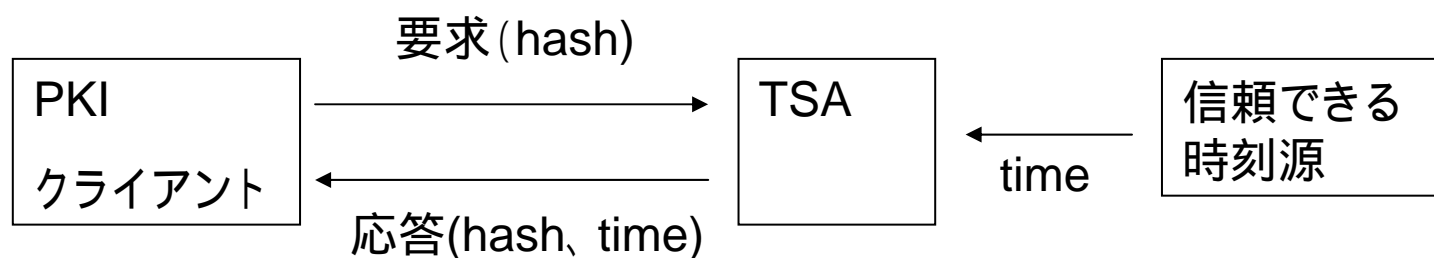 要求(hash)
PKI
クライアント
TSA
信頼できる
時刻源
time
応答(hash、time)